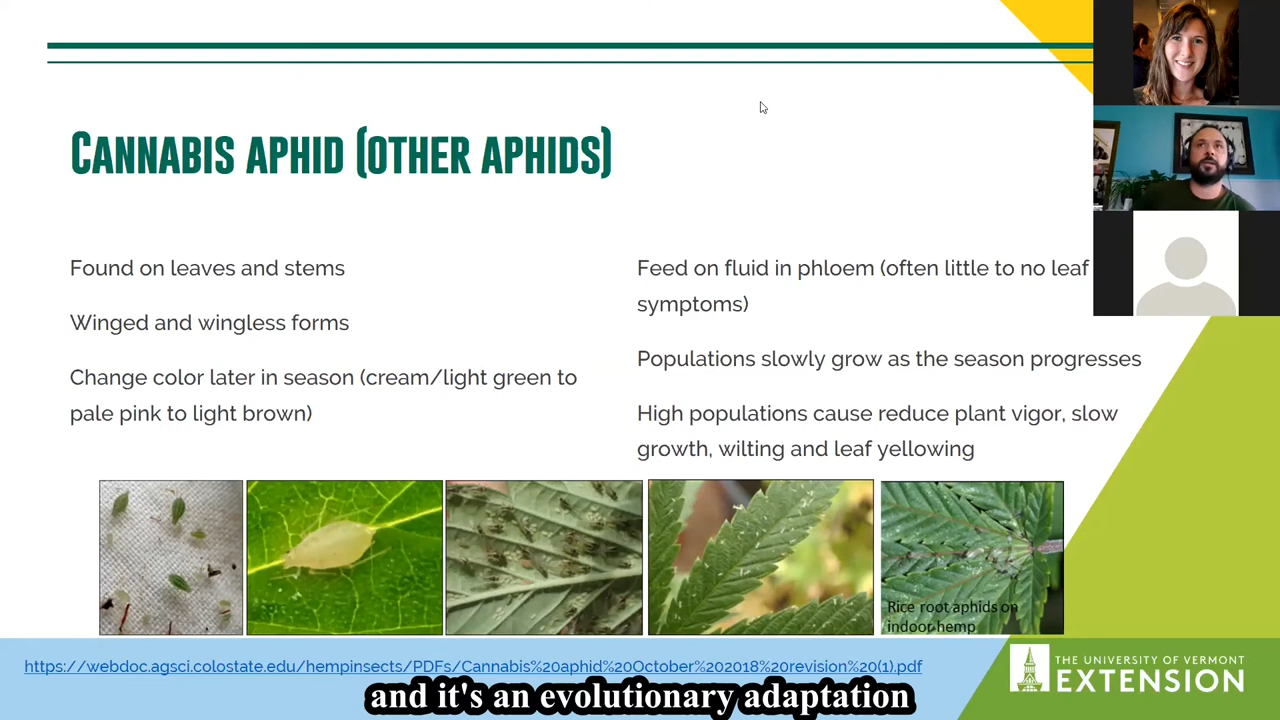 CANNABIS APHID (OTHER APHIDS)
Found on leaves and stems
Winged and wingless forms
Change color later in season (cream/light green to
pale pink to light brown)
Feed on fluid in phloem (often little to no leaf
symptoms)
Populations slowly grow as the season progresses
High populations cause reduce plant vigor, slow
growth, wilting and leaf yellowing
Rice root aphids on
indoor hemp
https://webdoc.agsci.colostate.edu/hempinsects/PDFs/Cannabis%20aphid%20October%202018%20revision%20(1).pdf
THE UNIVERSITY OF VERMONT
EXTENSION
and it's an evolutionary adaptation